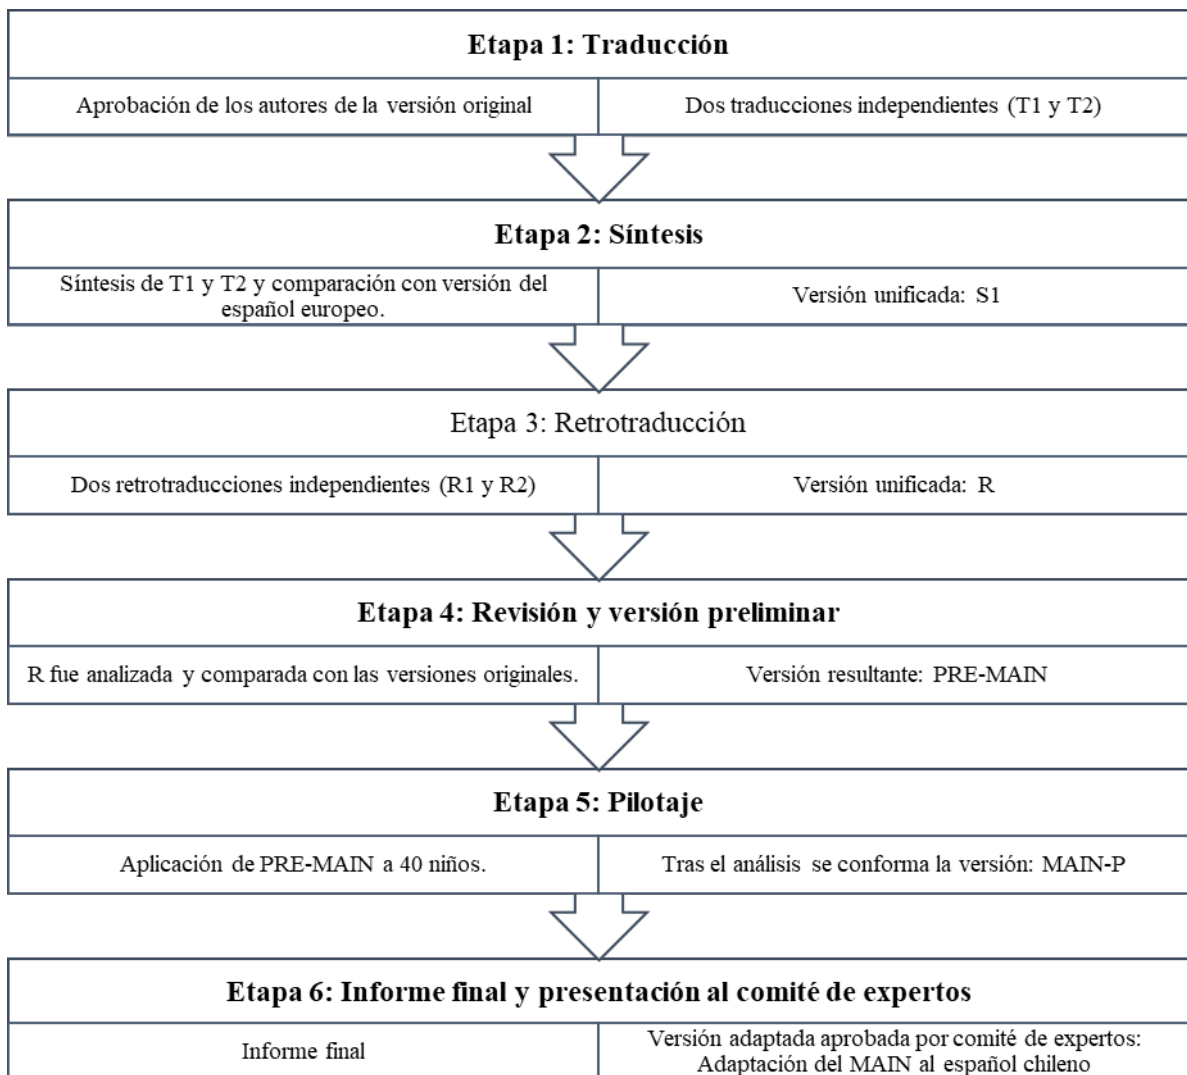 Etapa 1: Traducción
Aprobación de los autores de la versión original
Dos traducciones independientes (T1 y T2)
Etapa 2: Síntesis
Síntesis de T1 y T2 y comparación con versión del
español europeo.
Versión unificada: S1
Etapa 3: Retrotraducción
Dos retrotraducciones independientes (R1 y R2)
Versión unificada: R
Etapa 4: Revisión y versión preliminar
R fue analizada y comparada con las versiones originales.
Versión resultante: PRE-MAIN
Etapa 5: Pilotaje
Aplicación de PRE-MAIN a 40 niños.
Tras el análisis se conforma la versión: MAIN-P
Etapa 6: Informe final y presentación al comité de expertos
Informe final
Versión adaptada aprobada por comité de expertos:
Adaptación del MAIN al español chileno